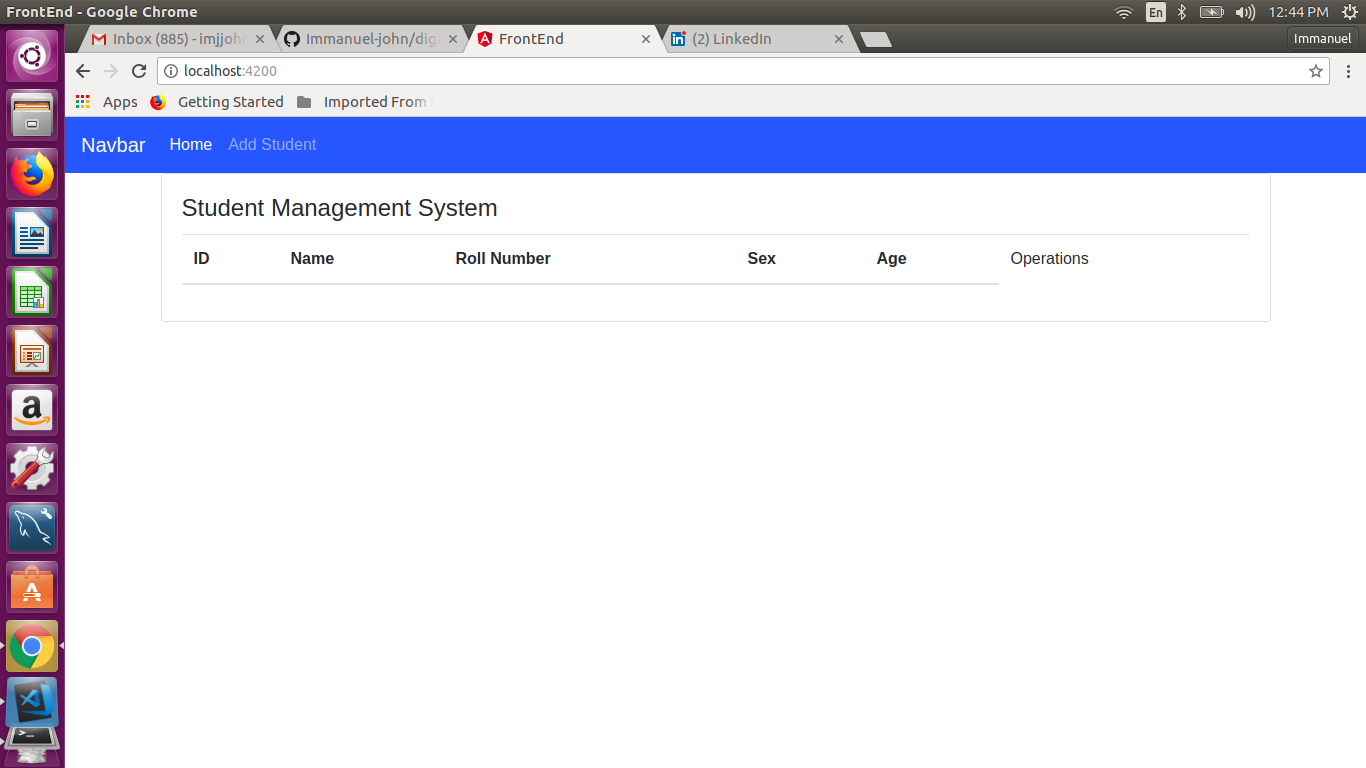 FrontEnd - Google Chrome
En 12:44 PM
Inbox (885) - imjjoh
Immanuel-john/dig
FrontEnd
(2) LinkedIn
Immanuel
localhost:4200
Apps Getting Started Imported From
Navbar Home Add Student
Student Management System
ID Name Roll Number Sex Age Operations